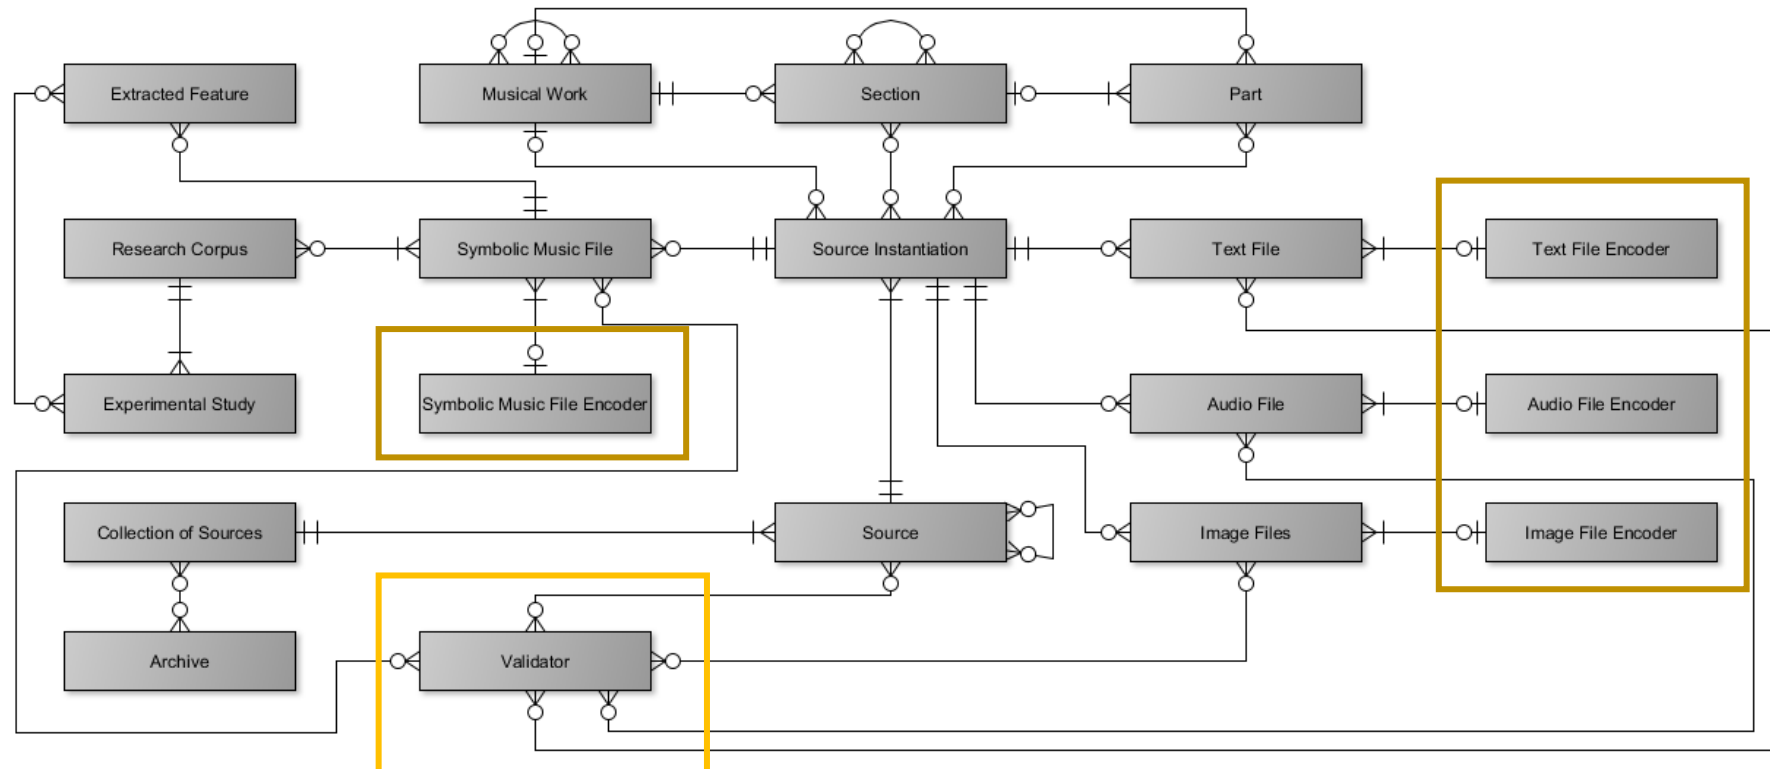 Extracted Feature
Musical Work
Section
Part
Research Corpus
Symbolic Music File
Source Instantiation
Text File
Text File Encoder
Experimental Study
Symbolic Music File Encoder
Audio File
Audio File Encoder
Collection of Sources
Source
Image Files
Image File Encoder
Archive
Validator